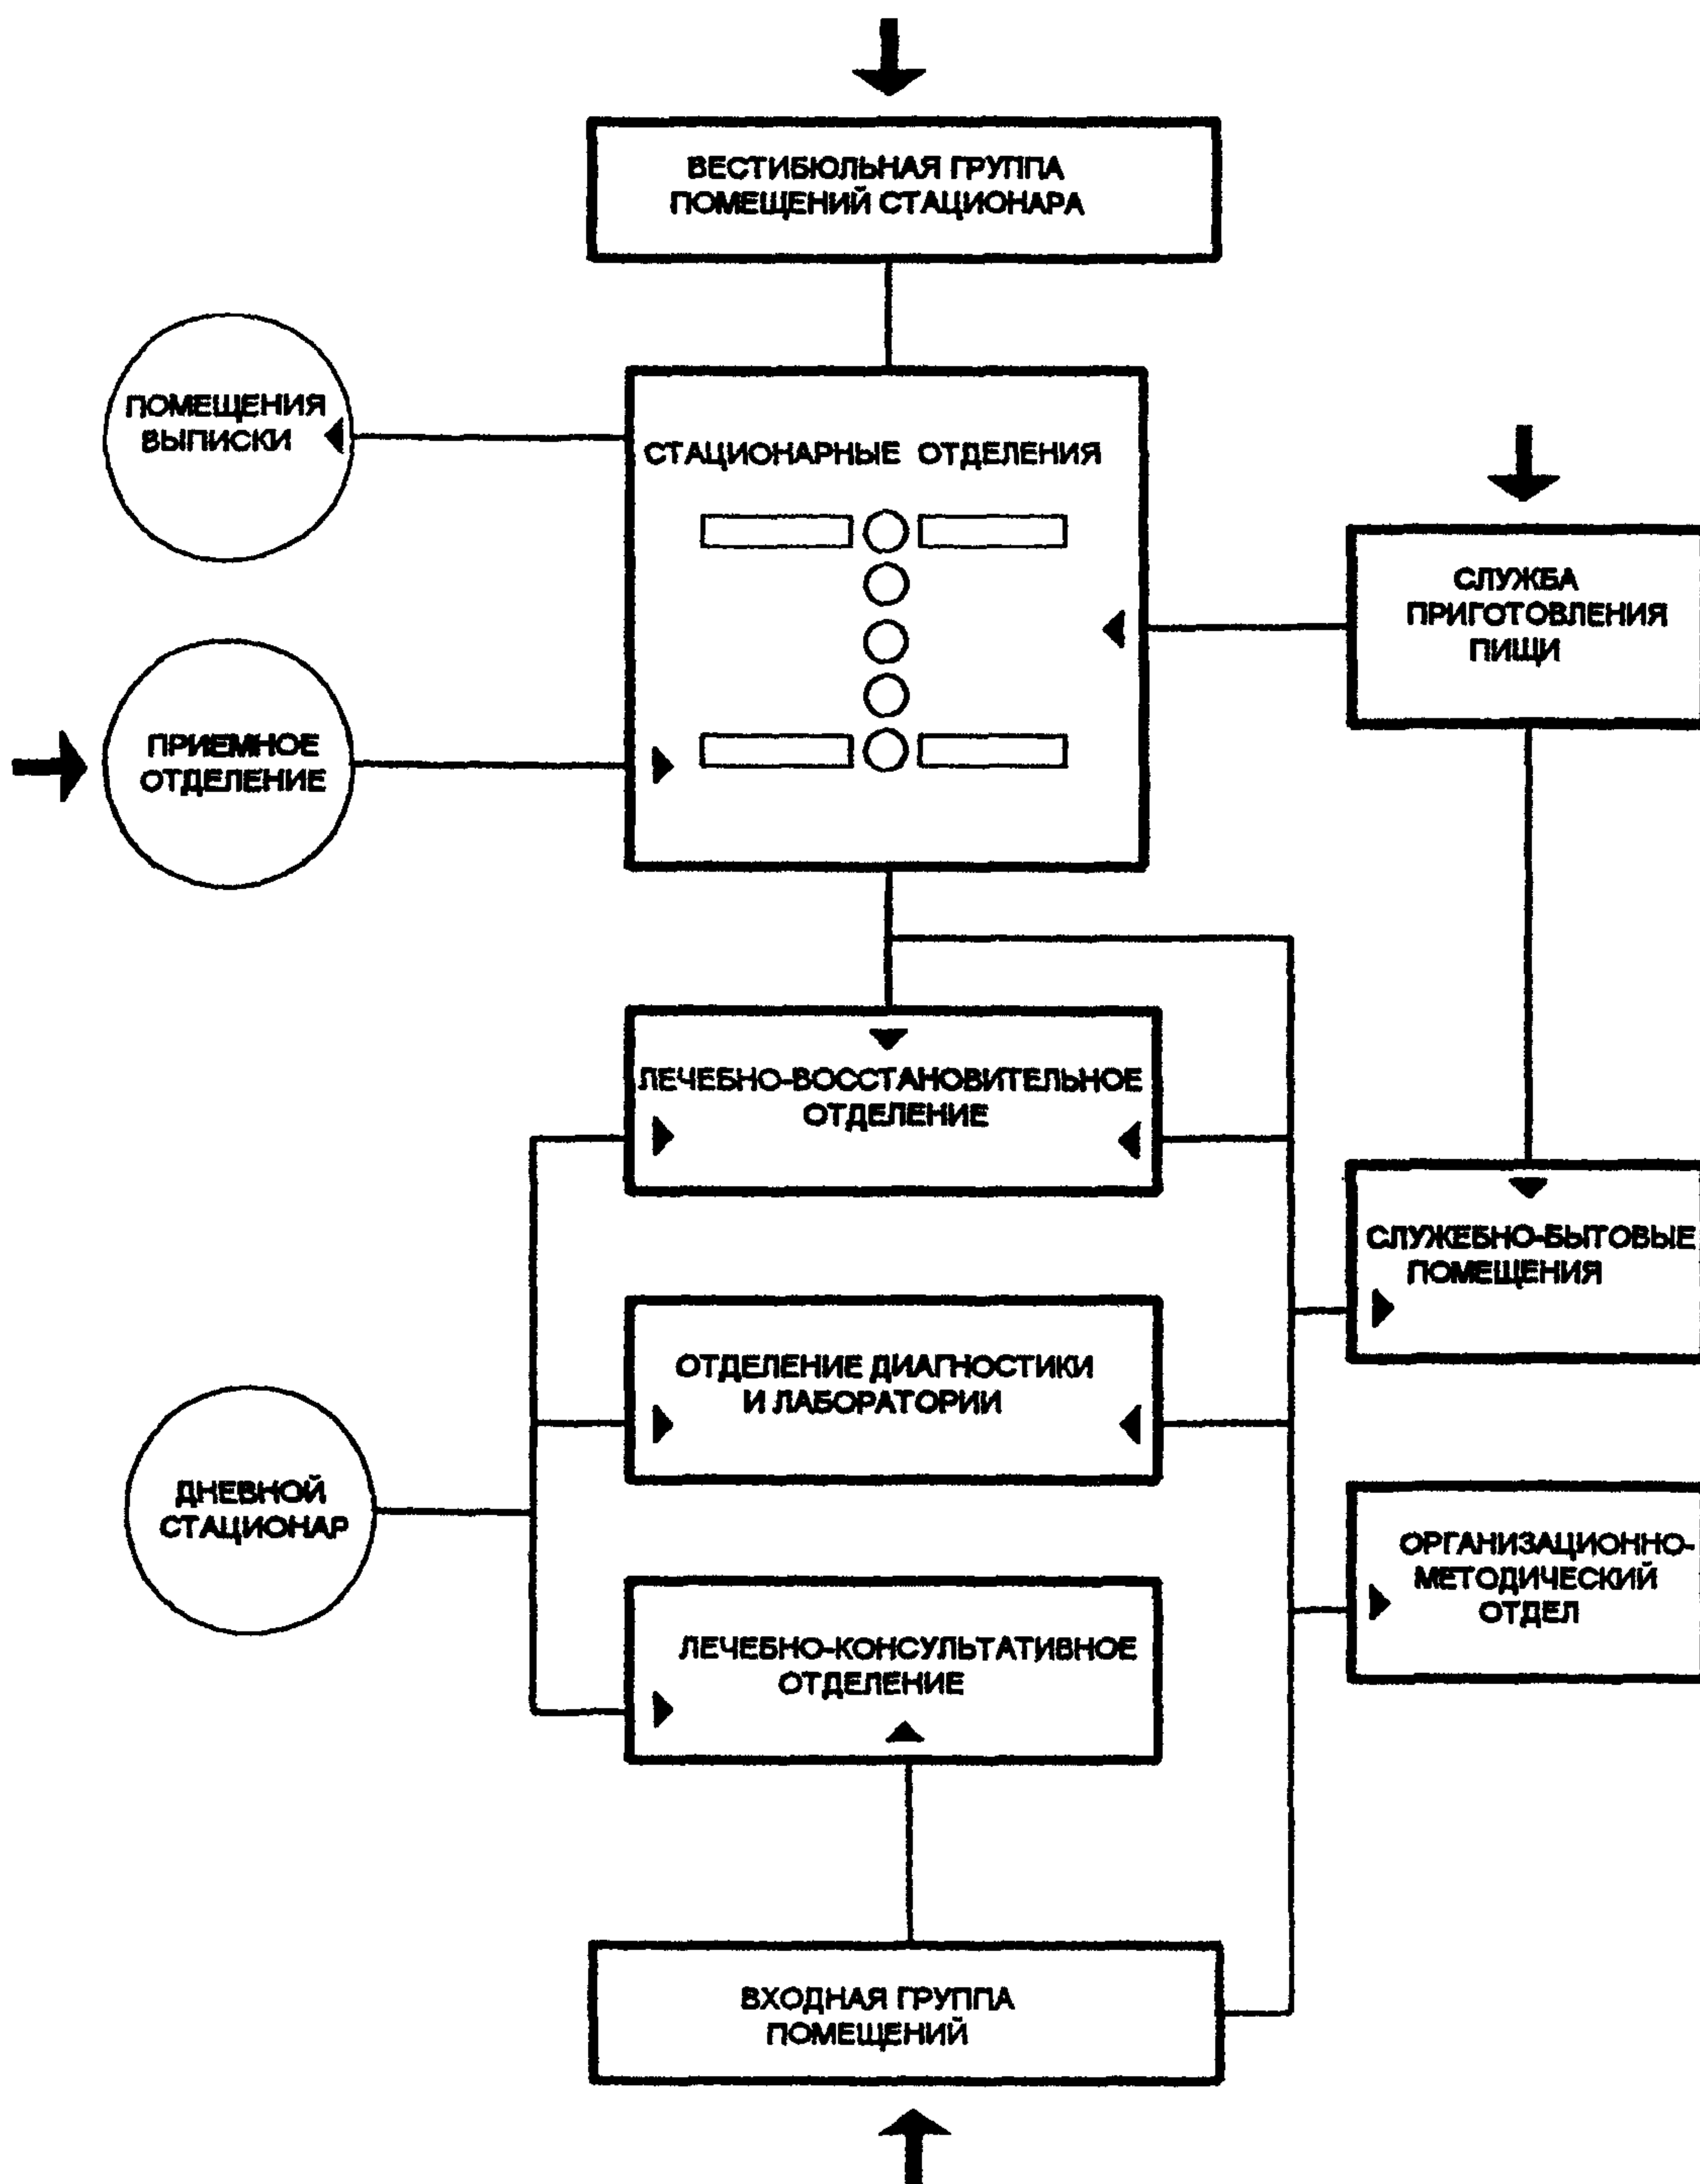 ВЕСТИБЮЛЬНАЯ ГРУППА
ПОМЕЩЕНИЙ СТАЦИОНАРА
ПОМЕЩЕНИЯ
ВЫПИСКИ
СТАЦИОНАРНЫЕ ОТДЕЛЕНИЯ
СЛУЖБА
ПРИГОТОВЛЕНИЯ
ПИЩИ
ПРИЕМНОЕ
ОТДЕЛЕНИЕ
ЛЕЧЕБНО-ВОССТАНОВИТЕЛЬНОЕ
ОТДЕЛЕНИЕ
СЛУЖЕБНО-БЫТОВЫЕ
ПОМЕЩЕНИЯ
ОТДЕЛЕНИЕ ДИАГНОСТИКИ
И ЛАБОРАТОРИИ
ДНЕВНОЙ
СТАЦИОНАР
ОРГАНИЗАЦИОННО-
МЕТОДИЧЕСКИЙ
ОТДЕЛ
ЛЕЧЕБНО-КОНСУЛЬТАТИВНОЕ
ОТДЕЛЕНИЕ
ВХОДНАЯ ГРУППА
ПОМЕЩЕНИЙ